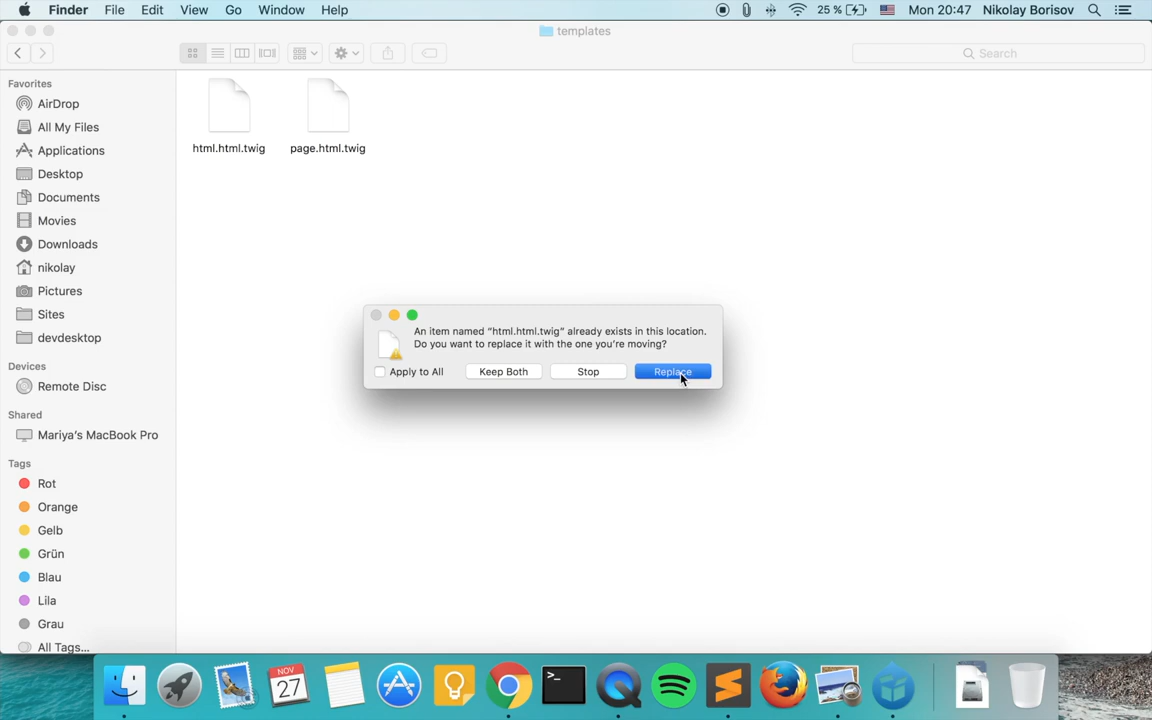 Finder File Edit View Go Window Help 25 % Mon 20:47 Nikolay Borisov
templates
Search
Favorites
AirDrop
All My Files
Applications
Desktop
Documents
Movies
Downloads
nikolay
Pictures
Sites
devdesktop
Devices
Remote Disc
Shared
Mariya's MacBook Pro
Tags
Rot
Orange
Gelb
Grün
Blau
Lila
Grau
All Tags...
html.html.twig page.html.twig
An item named "html.html.twig" already exists in this location.
Do you want to replace it with the one you're moving?
Apply to All Keep Both Stop Replace
NOV
27
>_